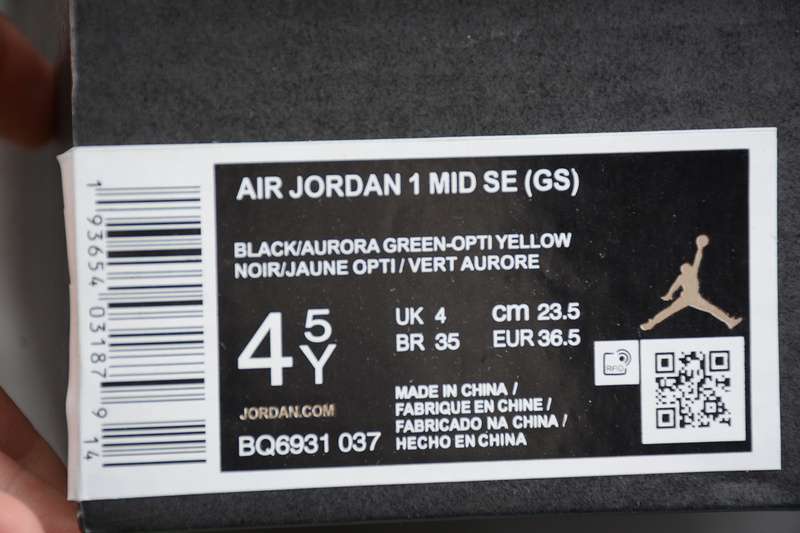 AIR JORDAN 1 MID SE (GS)
BLACK/AURORA GREEN-OPTI YELLOW
NOIR/JAUNE OPTI / VERT AURORE
4 5Y
UK 4 cm 23.5
BR 35 EUR 36.5
JORDAN.COM
BQ6931 037
MADE IN CHINA /
FABRIQUE EN CHINE /
FABRICADO NA CHINA /
HECHO EN CHINA
RFID
1 93654 03187 9 14